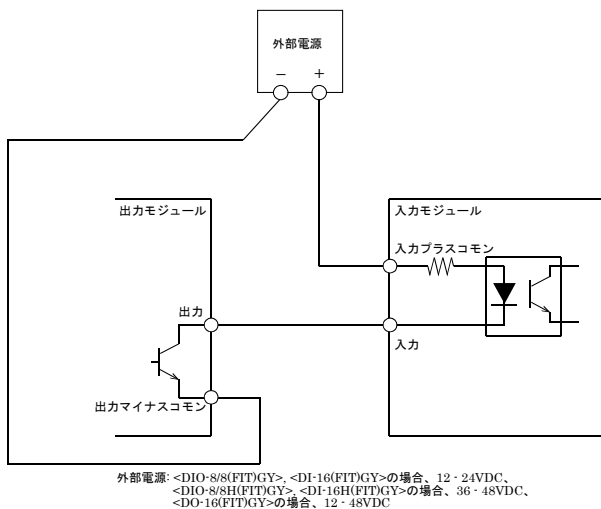 外部電源
− +
出力モジュール
入力モジュール
入力プラスコモン
出力
入力
出力マイナスコモン
外部電源: <DIO-8/8(FIT)GY>, <DI-16(FIT)GY>の場合、12 - 24VDC、
<DIO-8/8H(FIT)GY>, <DI-16H(FIT)GY>の場合、36 - 48VDC、
<DO-16(FIT)GY>の場合、12 - 48VDC